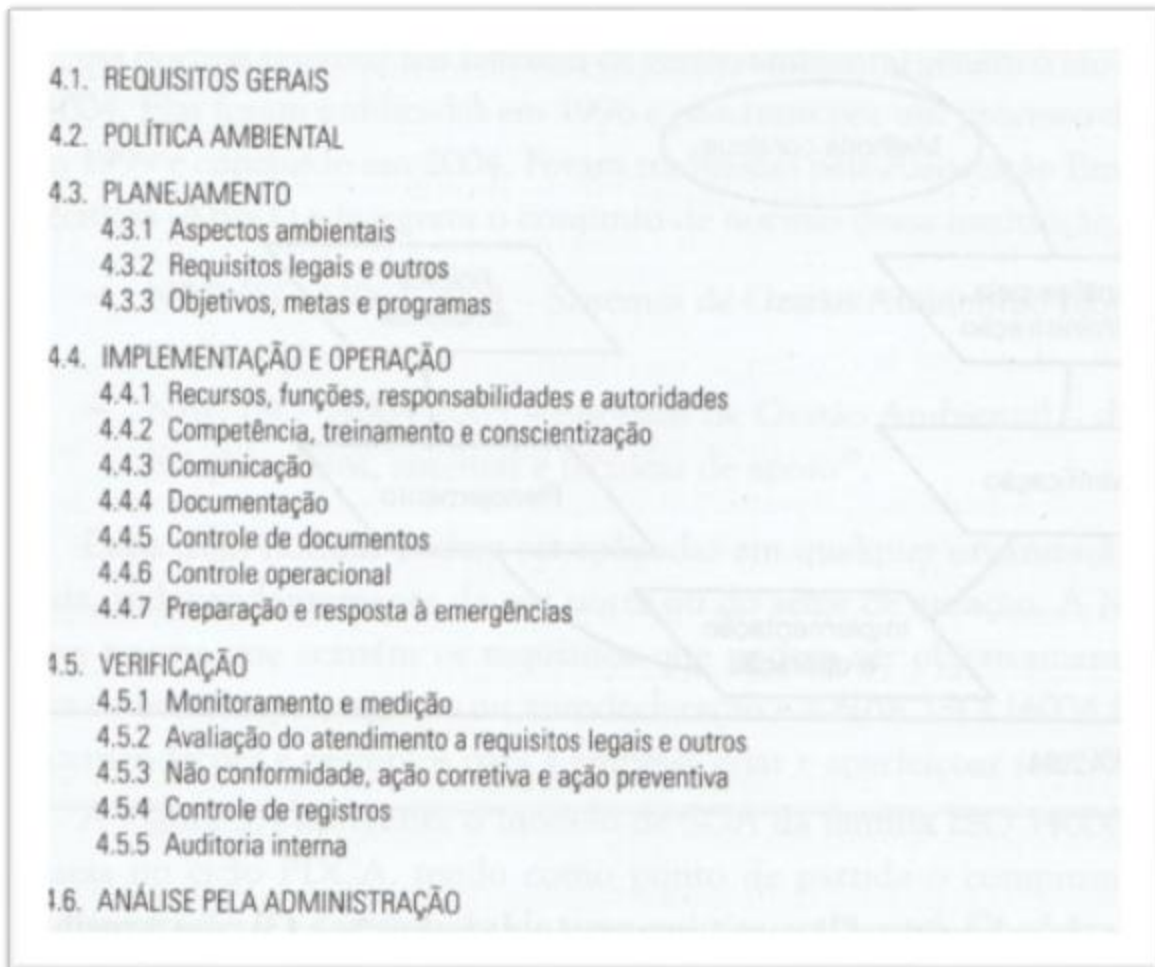 4.1. REQUISITOS GERAIS
4.2. POLÍTICA AMBIENTAL
4.3. PLANEJAMENTO
4.3.1 Aspectos ambientais
4.3.2 Requisitos legais e outros
4.3.3 Objetivos, metas e programas
4.4. IMPLEMENTAÇÃO E OPERAÇÃO
4.4.1 Recursos, funções, responsabilidades e autoridades
4.4.2 Competência, treinamento e conscientização
4.4.3 Comunicação
4.4.4 Documentação
4.4.5 Controle de documentos
4.4.6 Controle operacional
4.4.7 Preparação e resposta à emergências
4.5. VERIFICAÇÃO
4.5.1 Monitoramento e medição
4.5.2 Avaliação do atendimento a requisitos legais e outros
4.5.3 Não conformidade, ação corretiva e ação preventiva
4.5.4 Controle de registros
4.5.5 Auditoria interna
4.6. ANÁLISE PELA ADMINISTRAÇÃO